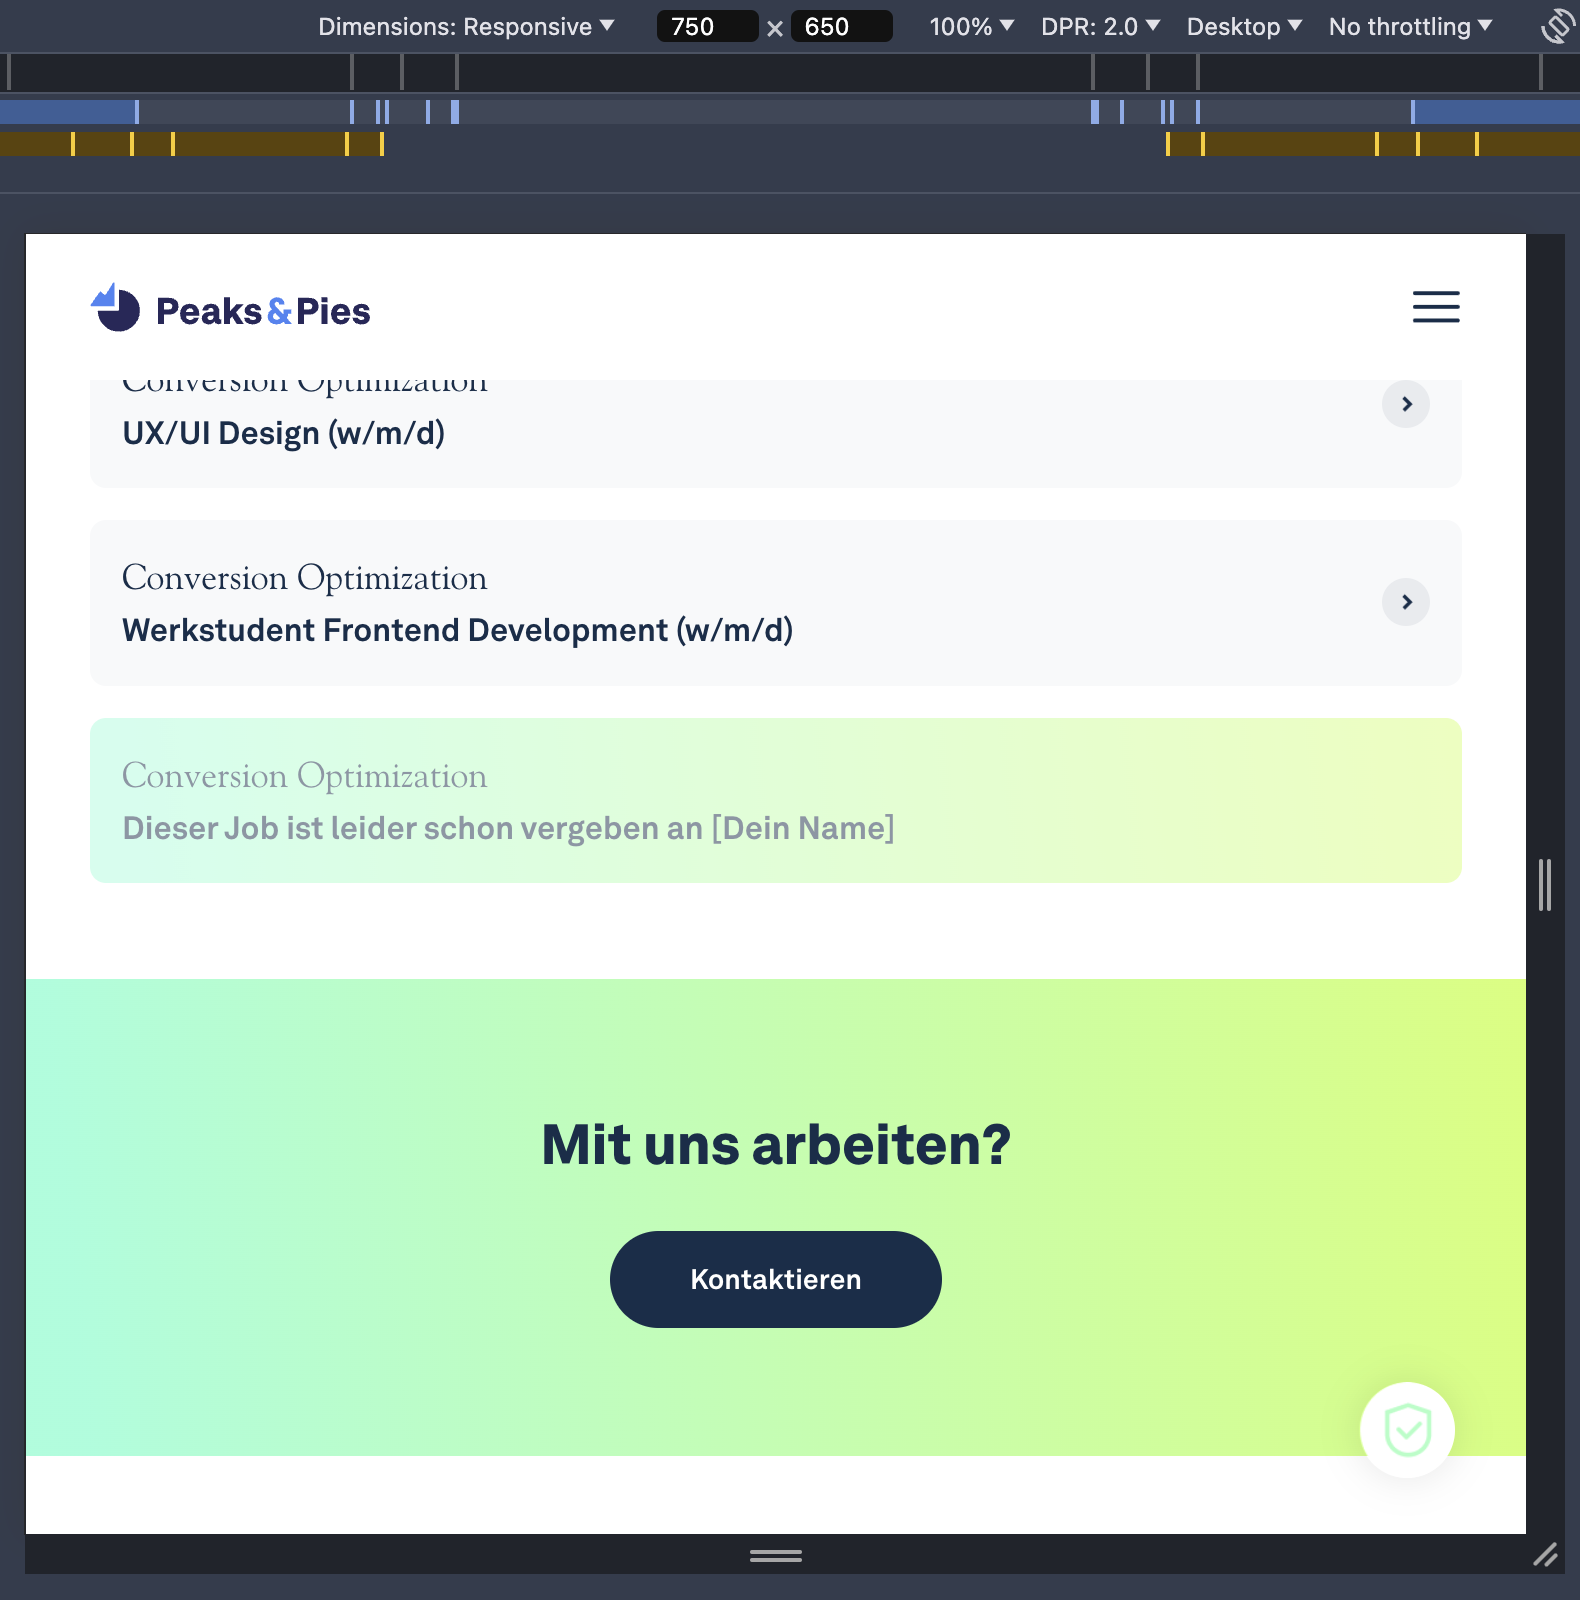 Dimensions: Responsive 750 × 650 100% DPR: 2.0 Desktop No throttling
Peaks & Pies
Conversion Optimization
UX/UI Design (w/m/d)
Conversion Optimization
Werkstudent Frontend Development (w/m/d)
Conversion Optimization
Dieser Job ist leider schon vergeben an [Dein Name]
Mit uns arbeiten?
Kontaktieren